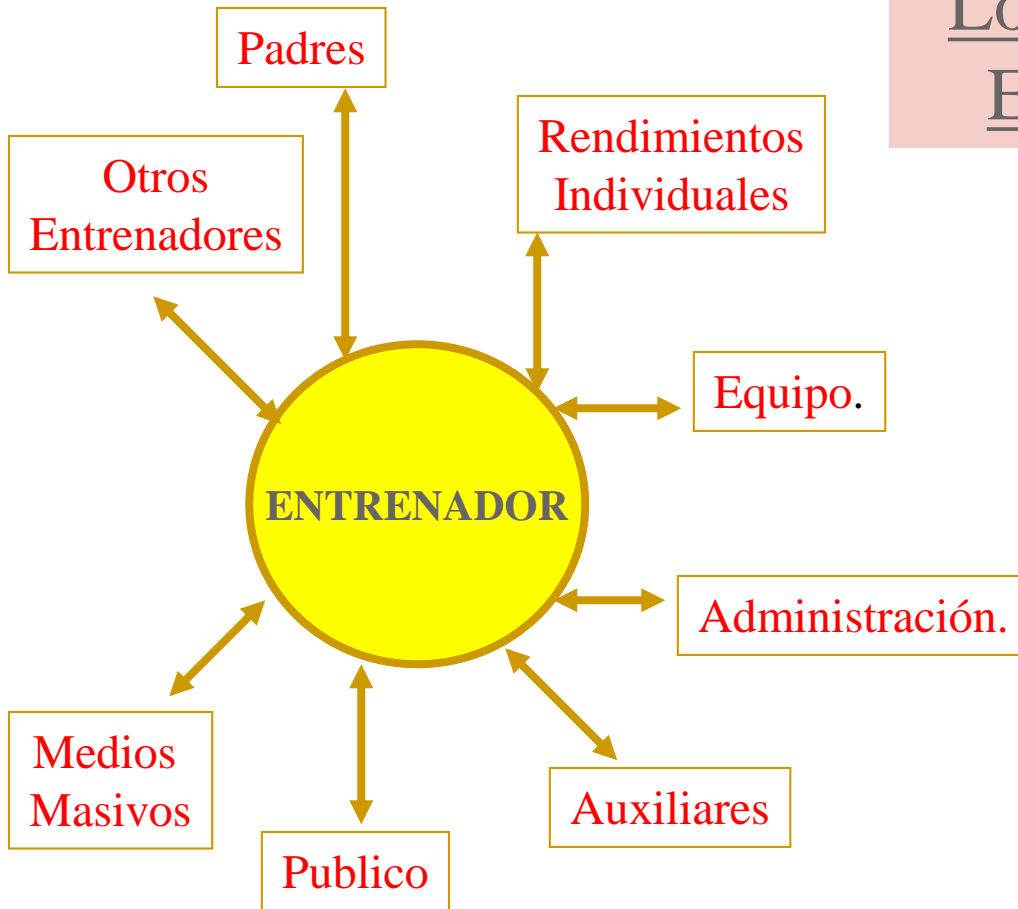 Padres
Otros
Entrenadores
Rendimientos
Individuales
Equipo.
ENTRENADOR
Administración.
Medios
Masivos
Auxiliares
Publico